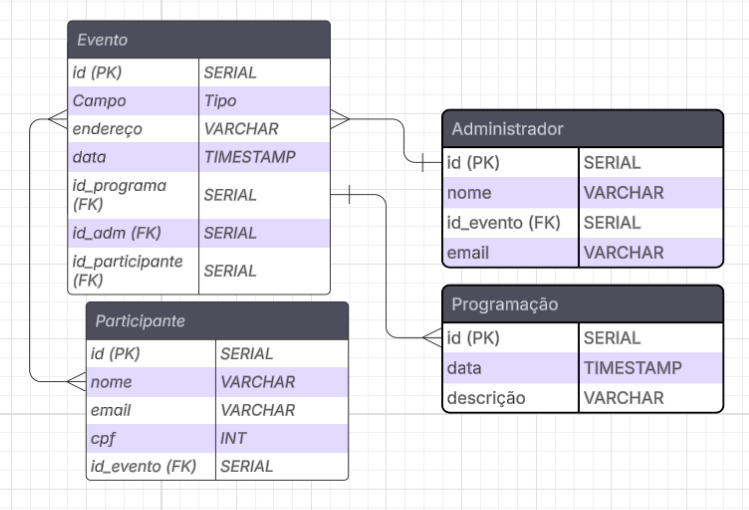 Evento
id (PK) SERIAL
Campo Tipo
endereço VARCHAR
data TIMESTAMP
id_programa
(FK) SERIAL
id_adm (FK) SERIAL
id_participante
(FK) SERIAL
Participante
id (PK) SERIAL
nome VARCHAR
email VARCHAR
cpf INT
id_evento (FK) SERIAL
Administrador
id (PK) SERIAL
nome VARCHAR
id_evento (FK) SERIAL
email VARCHAR
Programação
id (PK) SERIAL
data TIMESTAMP
descrição VARCHAR